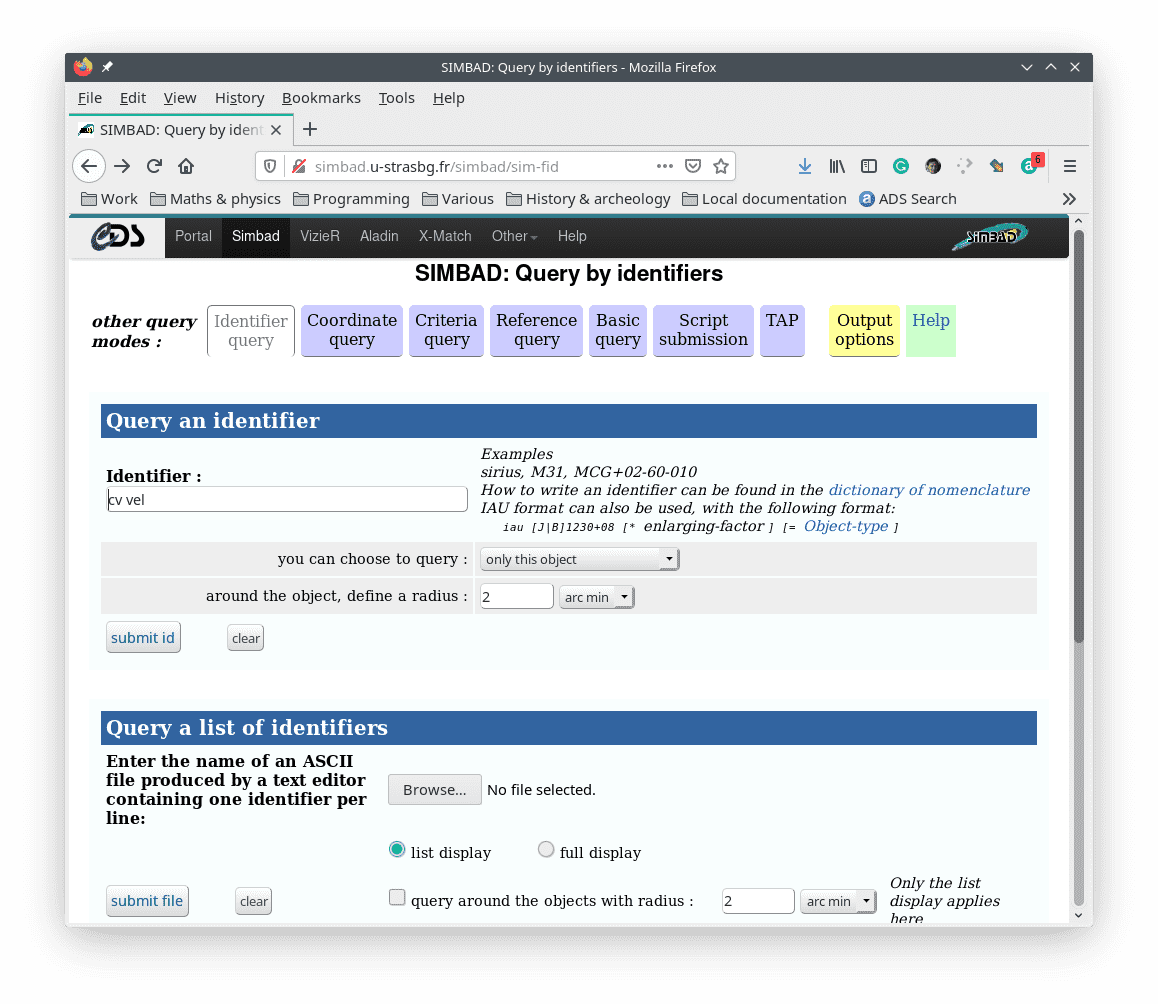 SIMBAD: Query by identifiers - Mozilla Firefox
File Edit View History Bookmarks Tools Help
SIMBAD: Query by ident
simbad.u-strasbg.fr/simbad/sim-fid
6
Work Maths & physics Programming Various History & archeology Local documentation ADS Search
CDS Portal Simbad VizieR Aladin X-Match Other Help SIMBAD
SIMBAD: Query by identifiers
other query modes :
Identifier query
Coordinate query
Criteria query
Reference query
Basic query
Script submission
TAP
Output options
Help
Query an identifier
Identifier :
cv vel
Examples
sirius, M31, MCG+02-60-010
How to write an identifier can be found in the dictionary of nomenclature
IAU format can also be used, with the following format:
iau [J|B]1230+08 [* enlarging-factor ] [= Object-type ]
you can choose to query : only this object
around the object, define a radius : 2 arc min
submit id clear
Query a list of identifiers
Enter the name of an ASCII
file produced by a text editor
containing one identifier per
line:
Browse... No file selected.
list display full display
submit file clear
query around the objects with radius : 2 arc min
Only the list
display applies
here